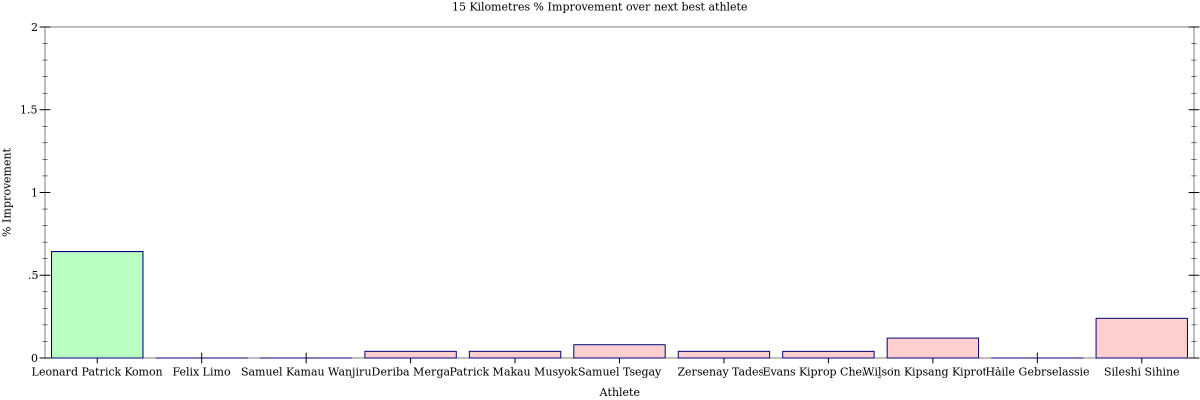 15 Kilometres % Improvement over next best athlete
2
1.5
1
.5
0
% Improvement
Leonard Patrick Komon Felix Limo Samuel Kamau Wanjiru Deriba Merga Patrick Makau Musyoki Samuel Tsegay Zersenay Tades Evans Kiprop Che Wilson Kipsang Kiprot Haile Gebrselassie Sileshi Sihine
Athlete